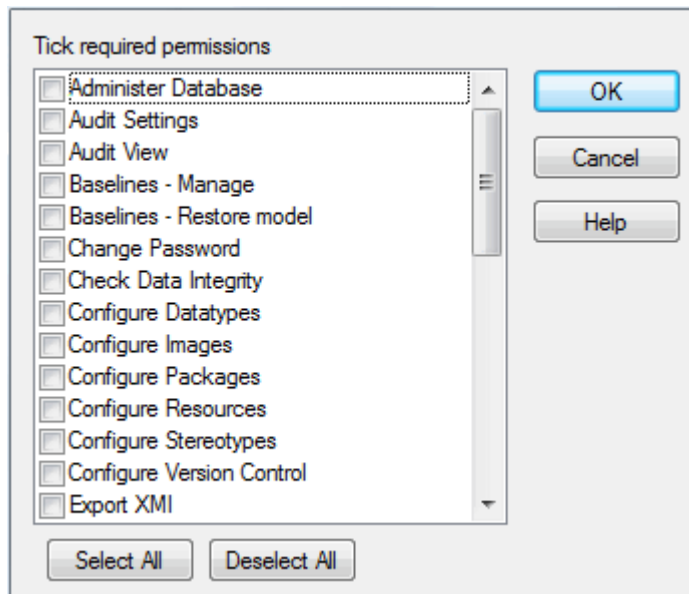 Tick required permissions
Administer Database
Audit Settings
Audit View
Baselines - Manage
Baselines - Restore model
Change Password
Check Data Integrity
Configure Datatypes
Configure Images
Configure Packages
Configure Resources
Configure Stereotypes
Configure Version Control
Export XMI
OK
Cancel
Help
Select All
Deselect All